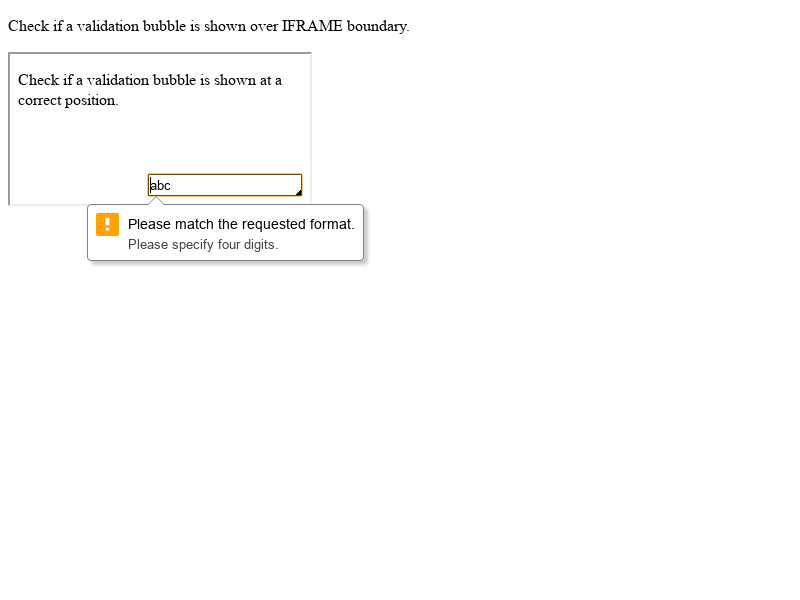 Check if a validation bubble is shown over IFRAME boundary.
Check if a validation bubble is shown at a
correct position.
abc
Please match the requested format.
Please specify four digits.